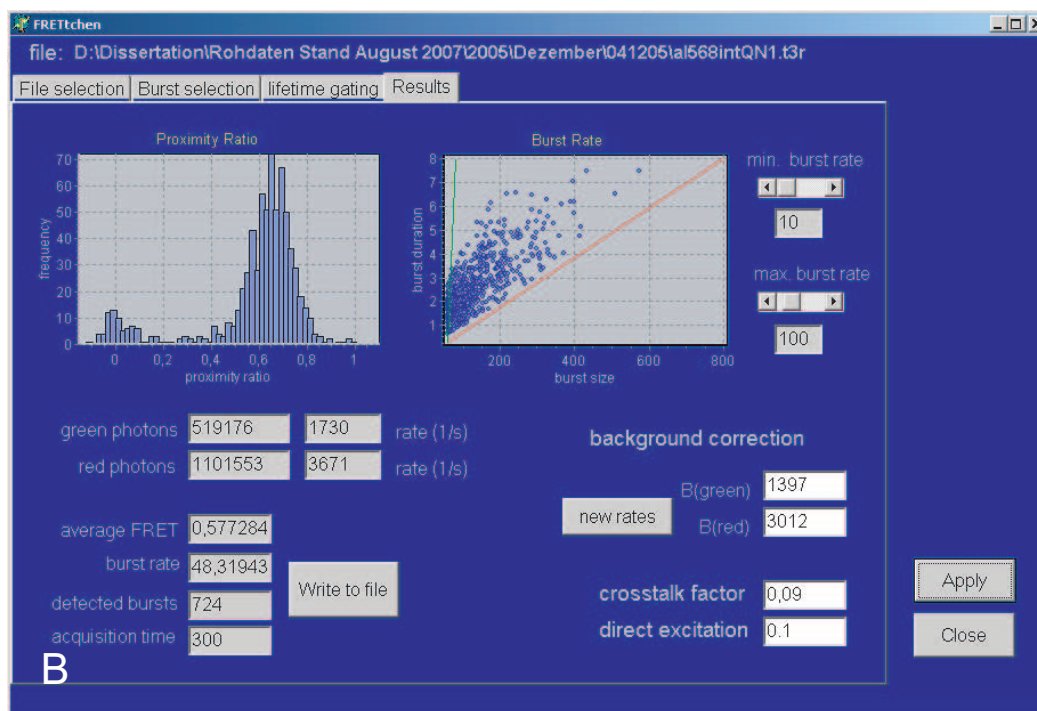 FRETtchen
file: D:\Dissertation\Rohdaten Stand August 2007\2005\Dezember\041205\al568intQN1.t3r
File selection Burst selection lifetime gating Results
Proximity Ratio
frequency
70
60
50
40
30
20
10
0
0 0,2 0,4 0,6 0,8 1
proximity ratio
Burst Rate
burst duration
8
7
6
5
4
3
2
1
200 400 600 800
burst size
min. burst rate
10
max. burst rate
100
green photons 519176 1730 rate (1/s)
red photons 1101553 3671 rate (1/s)
average FRET 0,577284
burst rate 48,31943
detected bursts 724
acquisition time 300
Write to file
background correction
new rates
B(green) 1397
B(red) 3012
crosstalk factor 0,09
direct excitation 0.1
Apply
Close
B